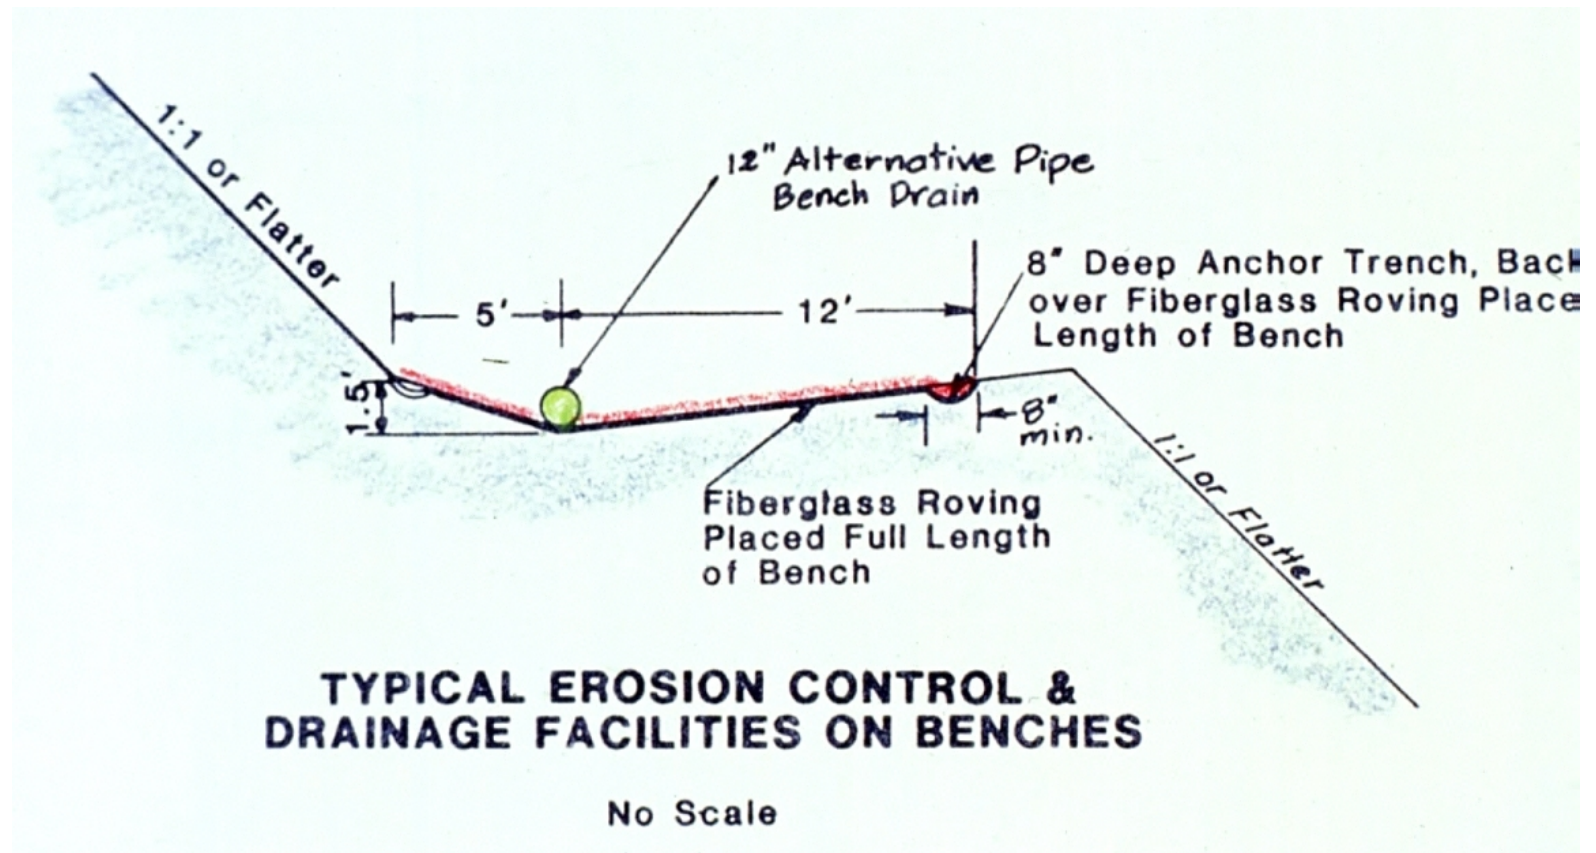 1:1 or Flatter
12" Alternative Pipe
Bench Drain
8" Deep Anchor Trench,
over Fiberglass Roving
Length of Bench
5'
12'
1.5'
8"
min.
1:1 or Flatter
Fiberglass Roving
Placed Full Length
of Bench
TYPICAL EROSION CONTROL &
DRAINAGE FACILITIES ON BENCHES
No Scale